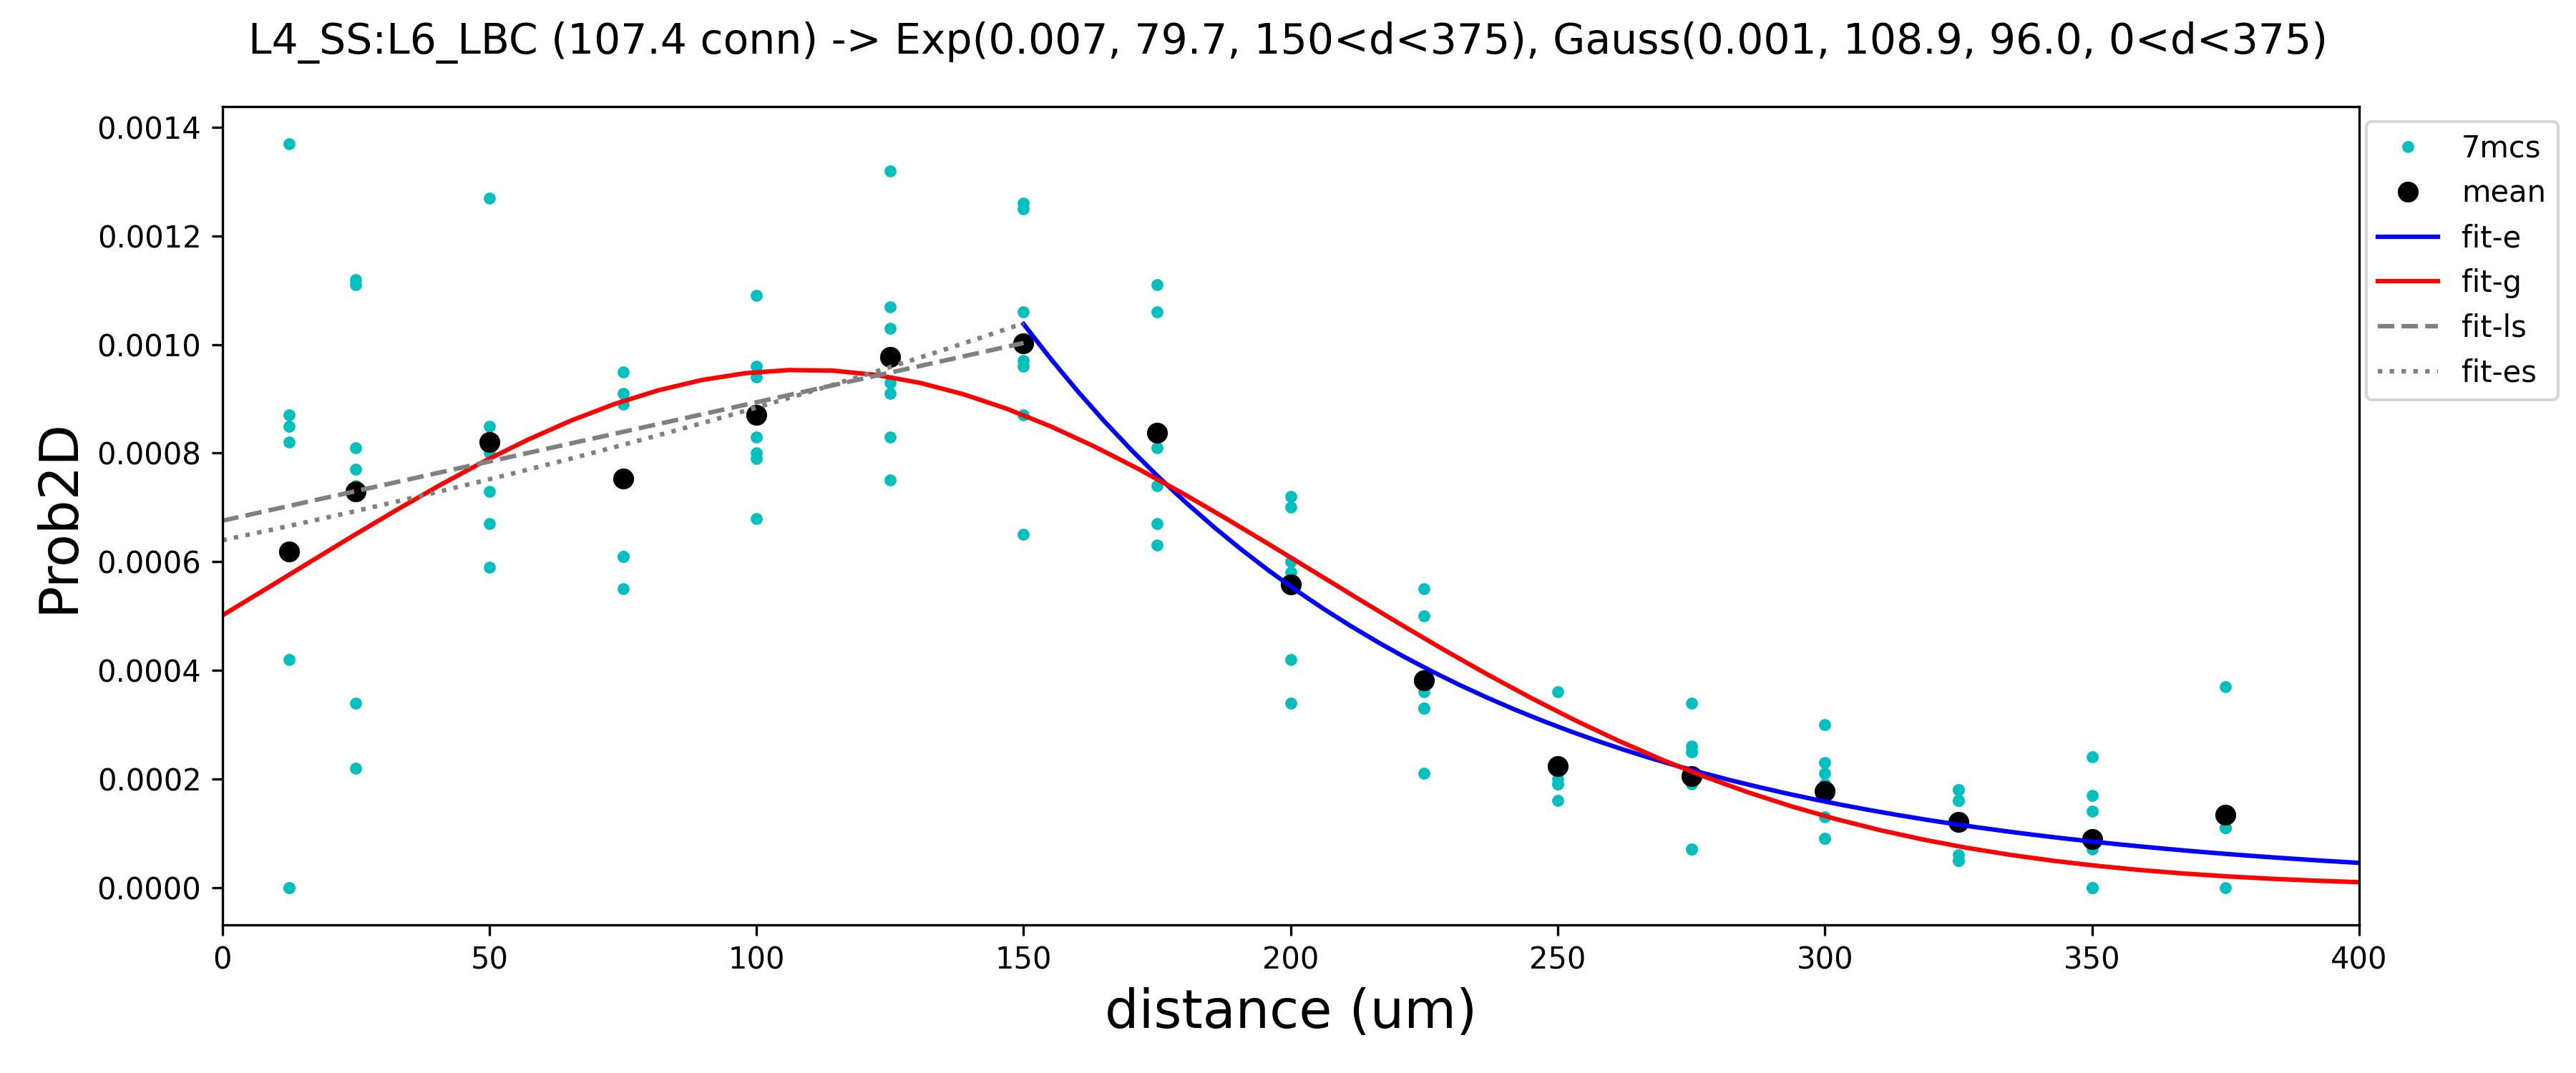 L4_SS:L6_LBC (107.4 conn) -> Exp(0.007, 79.7, 150<d<375), Gauss(0.001, 108.9, 96.0, 0<d<375)
0.0014
0.0012
0.0010
0.0008
0.0006
0.0004
0.0002
0.0000
Prob2D
0 50 100 150 200 250 300 350 400
distance (um)
7mcs
mean
fit-e
fit-g
fit-ls
fit-es